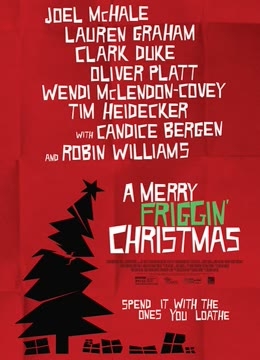 JOEL McHALE
LAUREN GRAHAM
CLARK DUKE
OLIVER PLATT
WENDI McLENDON-COVEY
TIM HEIDECKER
WITH CANDICE BERGEN
AND ROBIN WILLIAMS
A MERRY
FRIGGIN'
CHRISTMAS
SPEND IT WITH THE
ONES YOU LOATHE